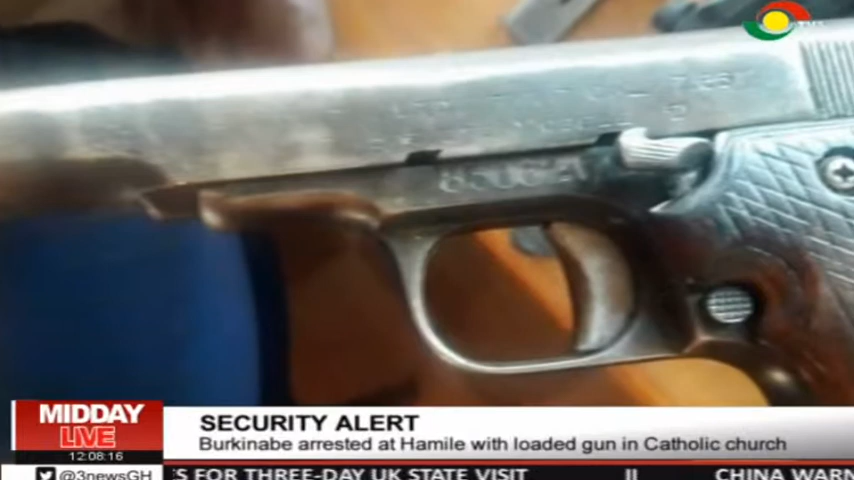 TV3
MIDDAY
LIVE
12:08:16
SECURITY ALERT
Burkinabe arrested at Hamile with loaded gun in Catholic church
@3newsGH
S FOR THREE-DAY UK STATE VISIT || CHINA WARN